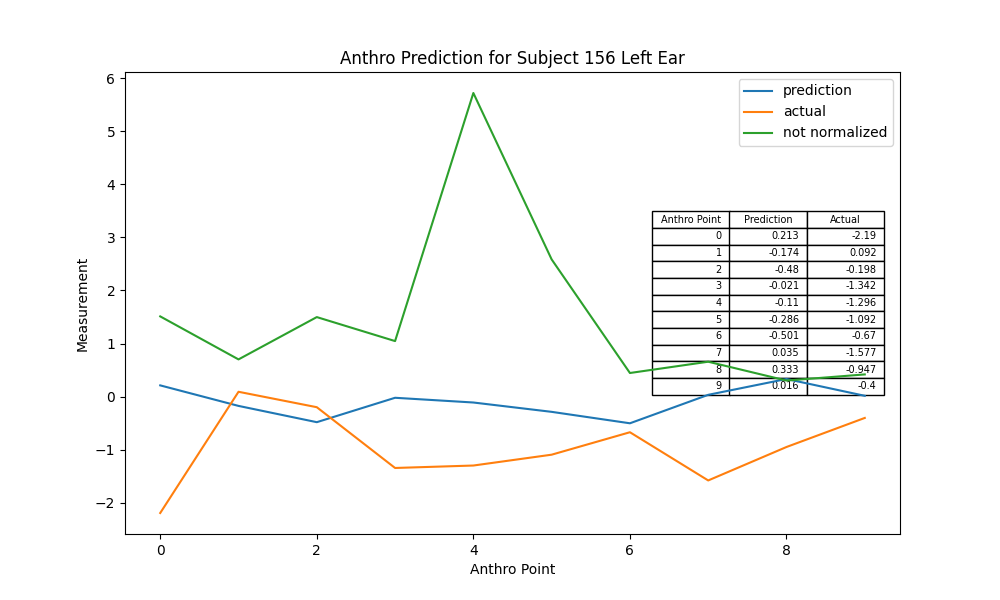 Anthro Prediction for Subject 156 Left Ear
prediction
actual
not normalized
6
5
4
3
2
1
0
−1
−2
Measurement
Anthro Point Prediction Actual
0 0.213 -2.19
1 -0.174 0.092
2 -0.48 -0.198
3 -0.021 -1.342
4 -0.11 -1.296
5 -0.286 -1.092
6 -0.501 -0.67
7 0.035 -1.577
8 0.333 -0.947
9 0.016 -0.4
0 2 4 6 8
Anthro Point